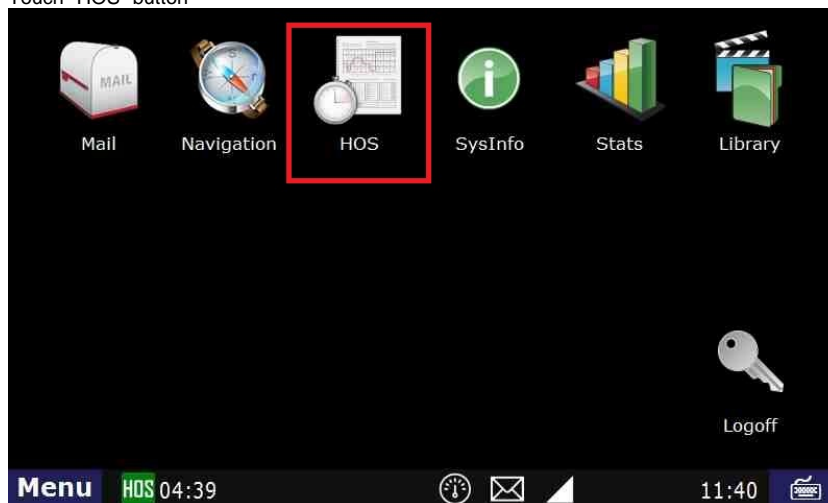 Touch "HOS" button
MAIL
Mail Navigation HOS SysInfo Stats Library
Logoff
Menu HOS 04:39 11:40